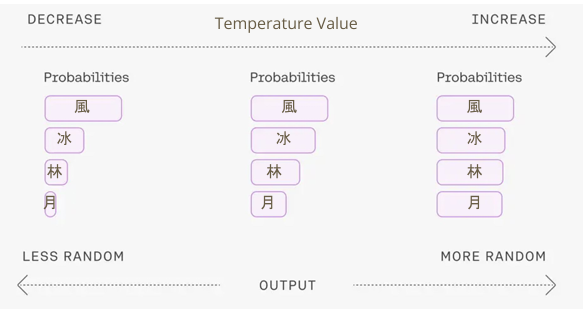 DECREASE Temperature Value INCREASE
Probabilities Probabilities Probabilities
風 風 風
冰 冰 冰
林 林 林
月 月 月
LESS RANDOM MORE RANDOM
OUTPUT